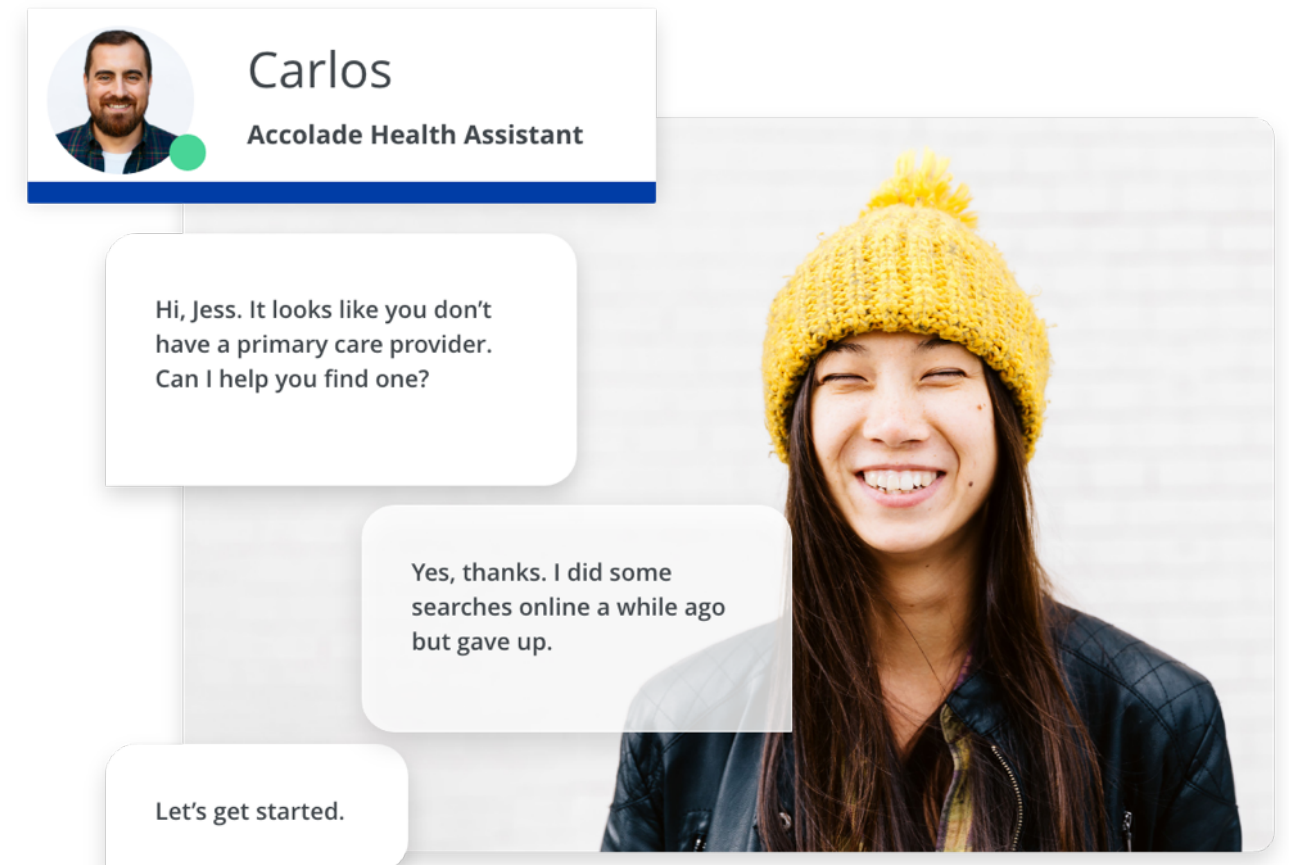 Carlos
Accolade Health Assistant
Hi, Jess. It looks like you don’t
have a primary care provider.
Can I help you find one?
Yes, thanks. I did some
searches online a while ago
but gave up.
Let’s get started.